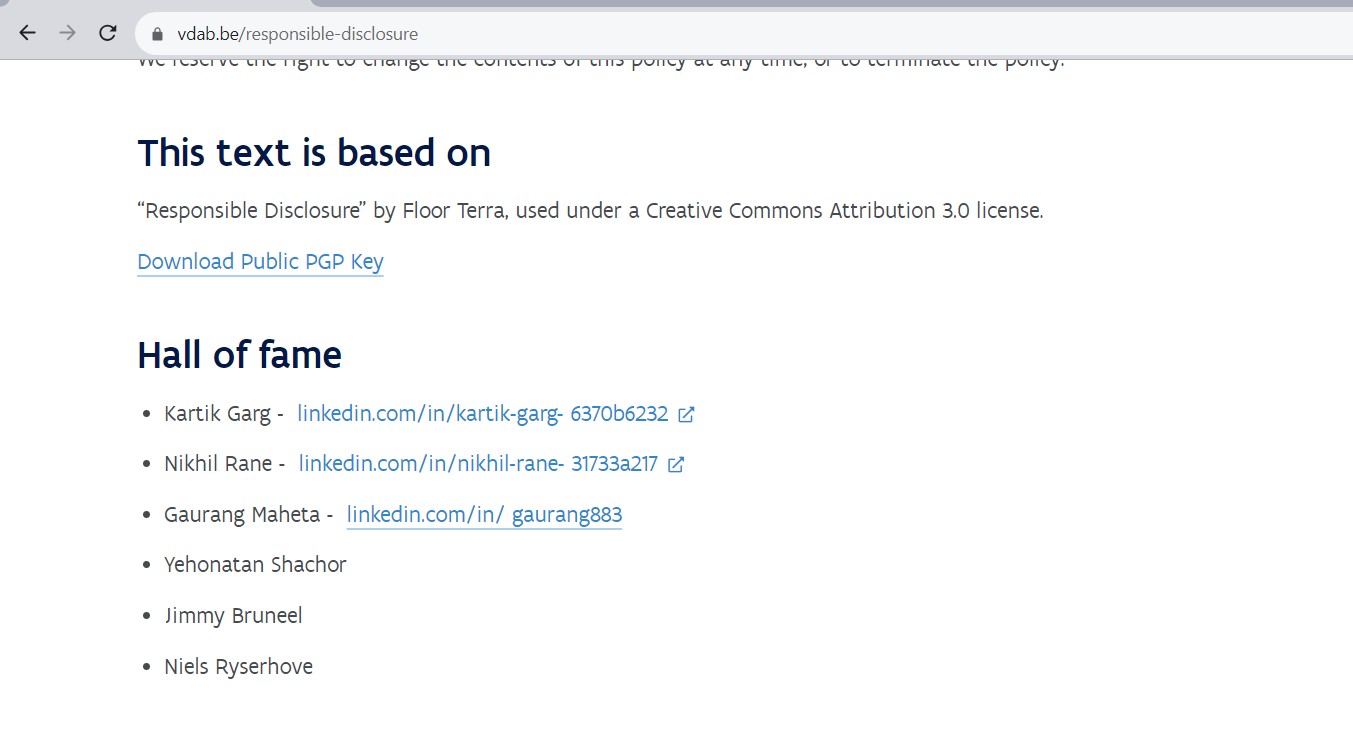 vdab.be/responsible-disclosure
We reserve the right to change the contents of this policy at any time, or to terminate the policy.
This text is based on
“Responsible Disclosure” by Floor Terra, used under a Creative Commons Attribution 3.0 license.
Download Public PGP Key
Hall of fame
Kartik Garg - linkedin.com/in/kartik-garg- 6370b6232
Nikhil Rane - linkedin.com/in/nikhil-rane- 31733a217
Gaurang Maheta - linkedin.com/in/ gaurang883
Yehonatan Shachor
Jimmy Bruneel
Niels Ryserhove